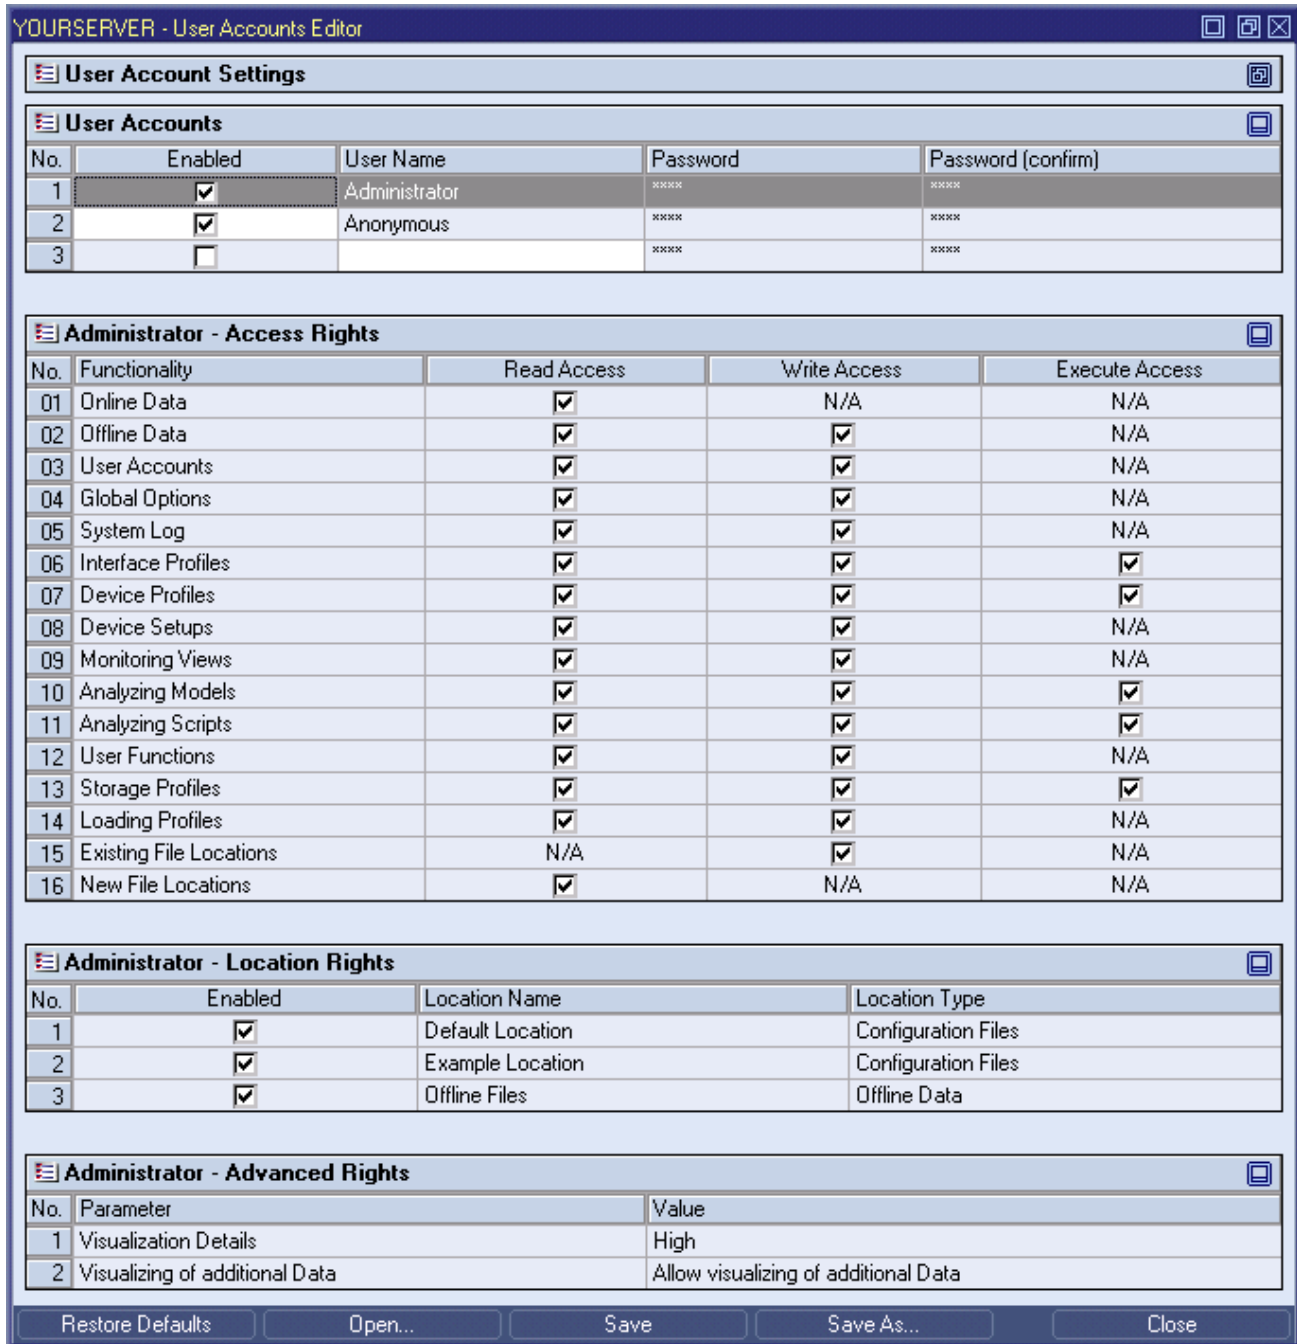 YOURSERVER - User Accounts Editor
User Account Settings
User Accounts
No. Enabled User Name Password Password (confirm)
1 Administrator **** ****
2 Anonymous **** ****
3 **** ****
Administrator - Access Rights
No. Functionality Read Access Write Access Execute Access
01 Online Data N/A N/A
02 Offline Data N/A
03 User Accounts N/A
04 Global Options N/A
05 System Log N/A
06 Interface Profiles
07 Device Profiles
08 Device Setups N/A
09 Monitoring Views N/A
10 Analyzing Models
11 Analyzing Scripts
12 User Functions N/A
13 Storage Profiles
14 Loading Profiles N/A
15 Existing File Locations N/A N/A
16 New File Locations N/A N/A
Administrator - Location Rights
No. Enabled Location Name Location Type
1 Default Location Configuration Files
2 Example Location Configuration Files
3 Offline Files Offline Data
Administrator - Advanced Rights
No. Parameter Value
1 Visualization Details High
2 Visualizing of additional Data Allow visualizing of additional Data
Restore Defaults Open... Save Save As... Close